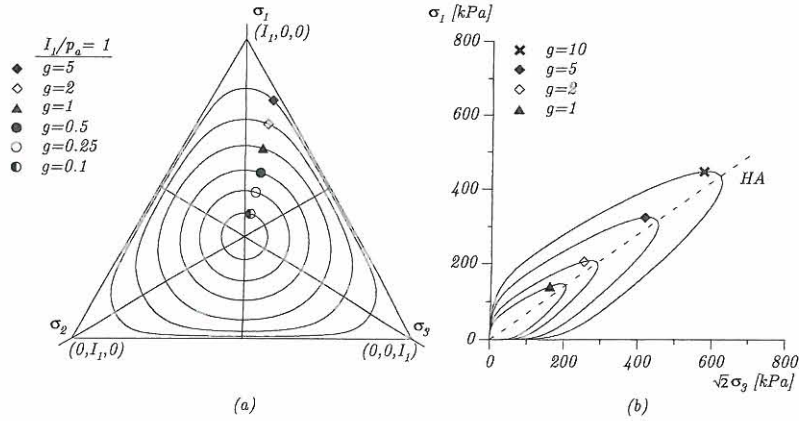 I₁/pₐ= 1
g=5
g=2
g=1
g=0.5
g=0.25
g=0.1
σ₁
(I₁,0,0)
σ₂
(0,I₁,0)
σ₃
(0,0,I₁)
(a)
σ₁ [kPa]
800
600
400
200
0
g=10
g=5
g=2
g=1
HA
0 200 400 600 800
√2σ₃ [kPa]
(b)